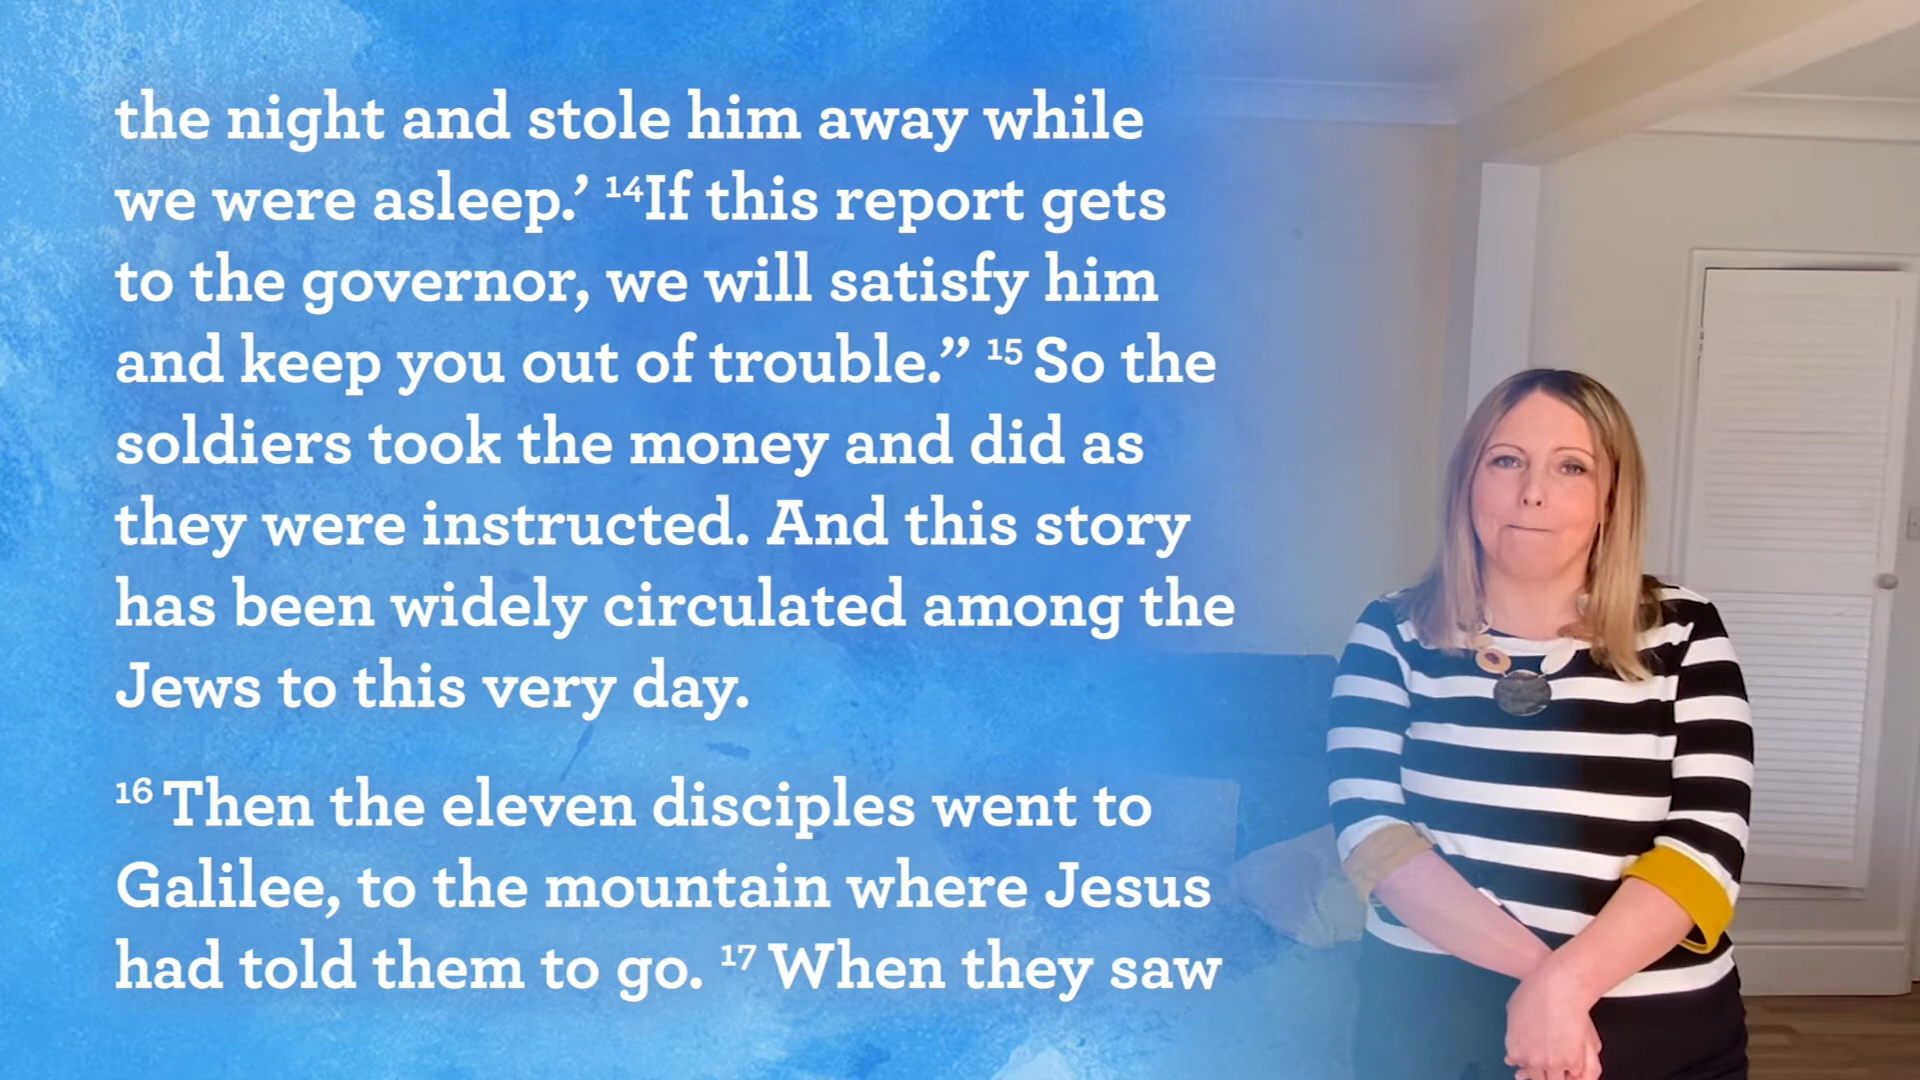 the night and stole him away while
we were asleep.’ ¹⁴If this report gets
to the governor, we will satisfy him
and keep you out of trouble.” ¹⁵ So the
soldiers took the money and did as
they were instructed. And this story
has been widely circulated among the
Jews to this very day.
¹⁶ Then the eleven disciples went to
Galilee, to the mountain where Jesus
had told them to go. ¹⁷ When they saw